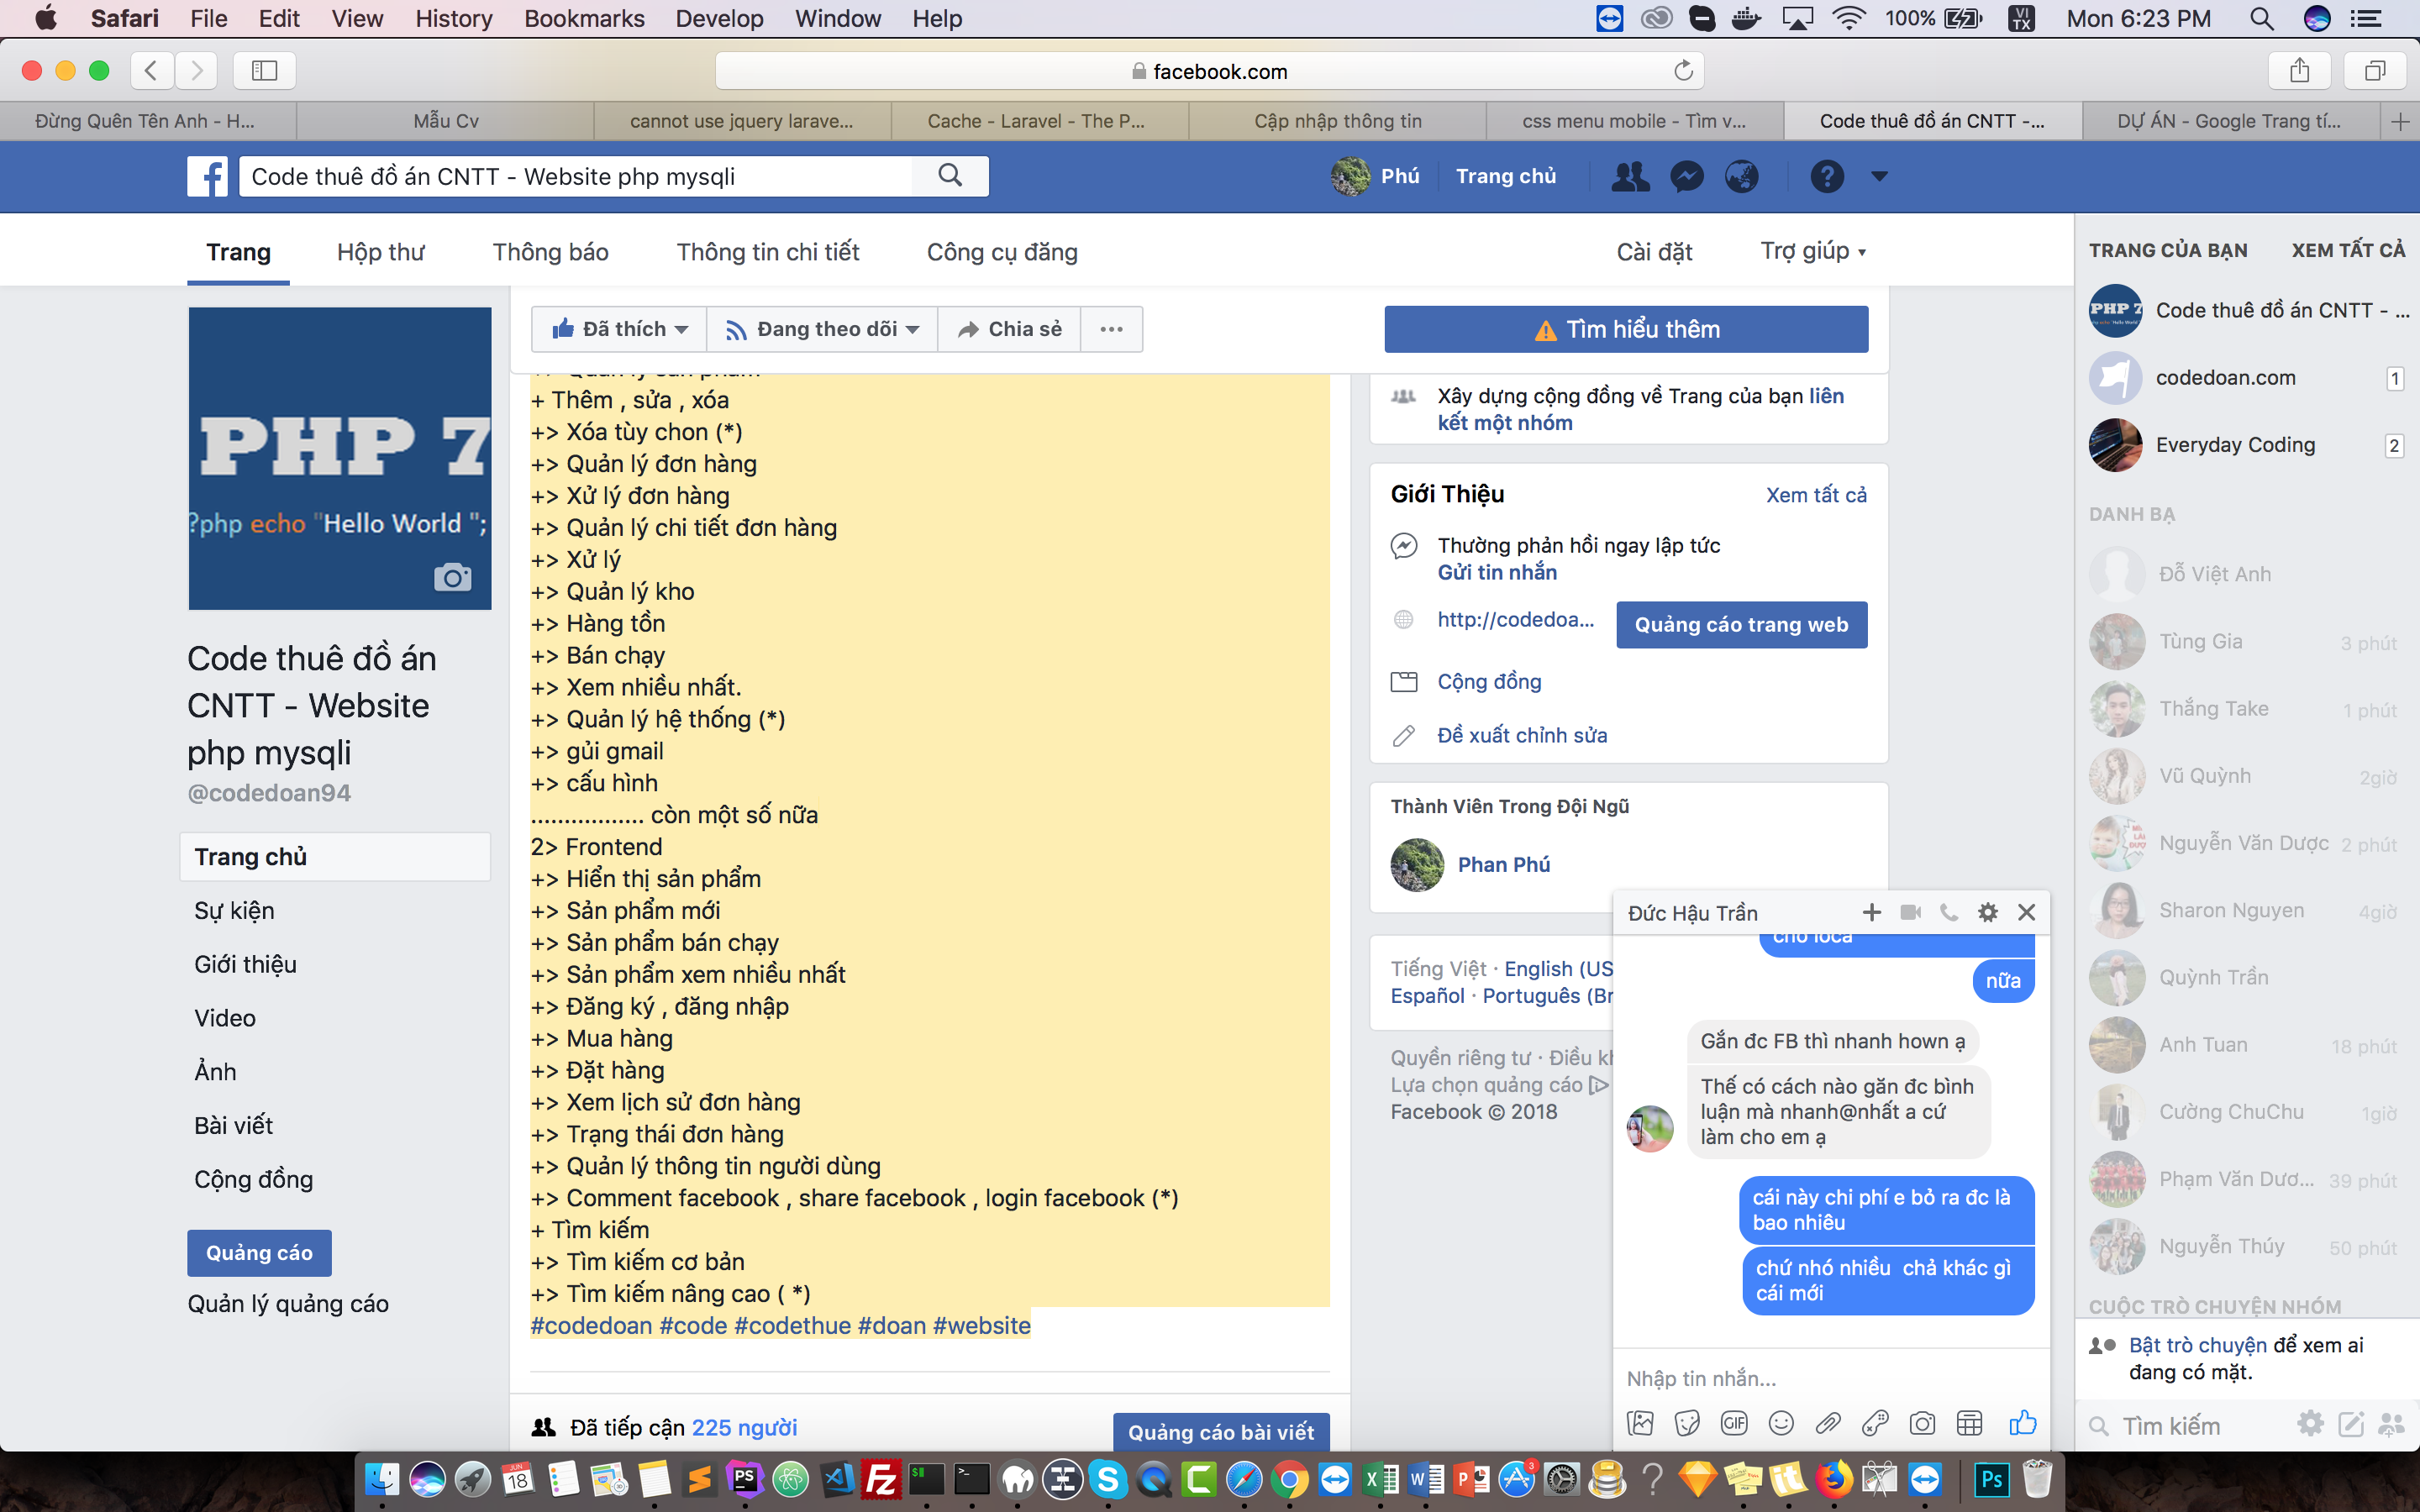 Safari File Edit View History Bookmarks Develop Window Help
100% VI TX Mon 6:23 PM
facebook.com
Đừng Quên Tên Anh - H...
Mẫu Cv
cannot use jquery larave...
Cache - Laravel - The P...
Cập nhập thông tin
css menu mobile - Tìm v...
Code thuê đồ án CNTT -...
DỰ ÁN - Google Trang tí...
Code thuê đồ án CNTT - Website php mysqli
Phú
Trang chủ
Trang
Hộp thư
Thông báo
Thông tin chi tiết
Công cụ đăng
Cài đặt
Trợ giúp
PHP 7
?php echo "Hello World ";
Code thuê đồ án
CNTT - Website
php mysqli
@codedoan94
Trang chủ
Sự kiện
Giới thiệu
Video
Ảnh
Bài viết
Cộng đồng
Quảng cáo
Quản lý quảng cáo
Đã thích
Đang theo dõi
Chia sẻ
Tìm hiểu thêm
+> Quản lý sản phẩm
+ Thêm , sửa , xóa
+> Xóa tùy chon (*)
+> Quản lý đơn hàng
+> Xử lý đơn hàng
+> Quản lý chi tiết đơn hàng
+> Xử lý
+> Quản lý kho
+> Hàng tồn
+> Bán chạy
+> Xem nhiều nhất.
+> Quản lý hệ thống (*)
+> gủi gmail
+> cấu hình
................. còn một số nữa
2> Frontend
+> Hiển thị sản phẩm
+> Sản phẩm mới
+> Sản phẩm bán chạy
+> Sản phẩm xem nhiều nhất
+> Đăng ký , đăng nhập
+> Mua hàng
+> Đặt hàng
+> Xem lịch sử đơn hàng
+> Trạng thái đơn hàng
+> Quản lý thông tin người dùng
+> Comment facebook , share facebook , login facebook (*)
+ Tìm kiếm
+> Tìm kiếm cơ bản
+> Tìm kiếm nâng cao ( *)
#codedoan #code #codethue #doan #website
Đã tiếp cận 225 người
Quảng cáo bài viết
Xây dựng cộng đồng về Trang của bạn liên
kết một nhóm
Giới Thiệu
Xem tất cả
Thường phản hồi ngay lập tức
Gửi tin nhắn
http://codedoa...
Quảng cáo trang web
Cộng đồng
Đề xuất chỉnh sửa
Thành Viên Trong Đội Ngũ
Phan Phú
Tiếng Việt · English (US
Español · Português (Br
Quyền riêng tư · Điều kh
Lựa chọn quảng cáo
Facebook © 2018
Đức Hậu Trần
cho loca
nữa
Gắn đc FB thì nhanh hown ạ
Thế có cách nào găn đc bình
luận mà nhanh@nhất a cứ
làm cho em ạ
cái này chi phí e bỏ ra đc là
bao nhiêu
chứ nhó nhiều chả khác gì
cái mới
Nhập tin nhắn...
GIF
TRANG CỦA BẠN
XEM TẤT CẢ
PHP 7
Code thuê đồ án CNTT - ...
codedoan.com 1
Everyday Coding 2
DANH BẠ
Đỗ Việt Anh
Tùng Gia 3 phút
Thắng Take 1 phút
Vũ Quỳnh 2giờ
Nguyễn Văn Dược 2 phút
Sharon Nguyen 4giờ
Quỳnh Trần
Anh Tuan 18 phút
Cường ChuChu 1giờ
Phạm Văn Dươ... 39 phút
Nguyễn Thúy 50 phút
CUỘC TRÒ CHUYỆN NHÓM
Bật trò chuyện để xem ai
đang có mặt.
Tìm kiếm
JUN
18
PS
Fz
3
Ps